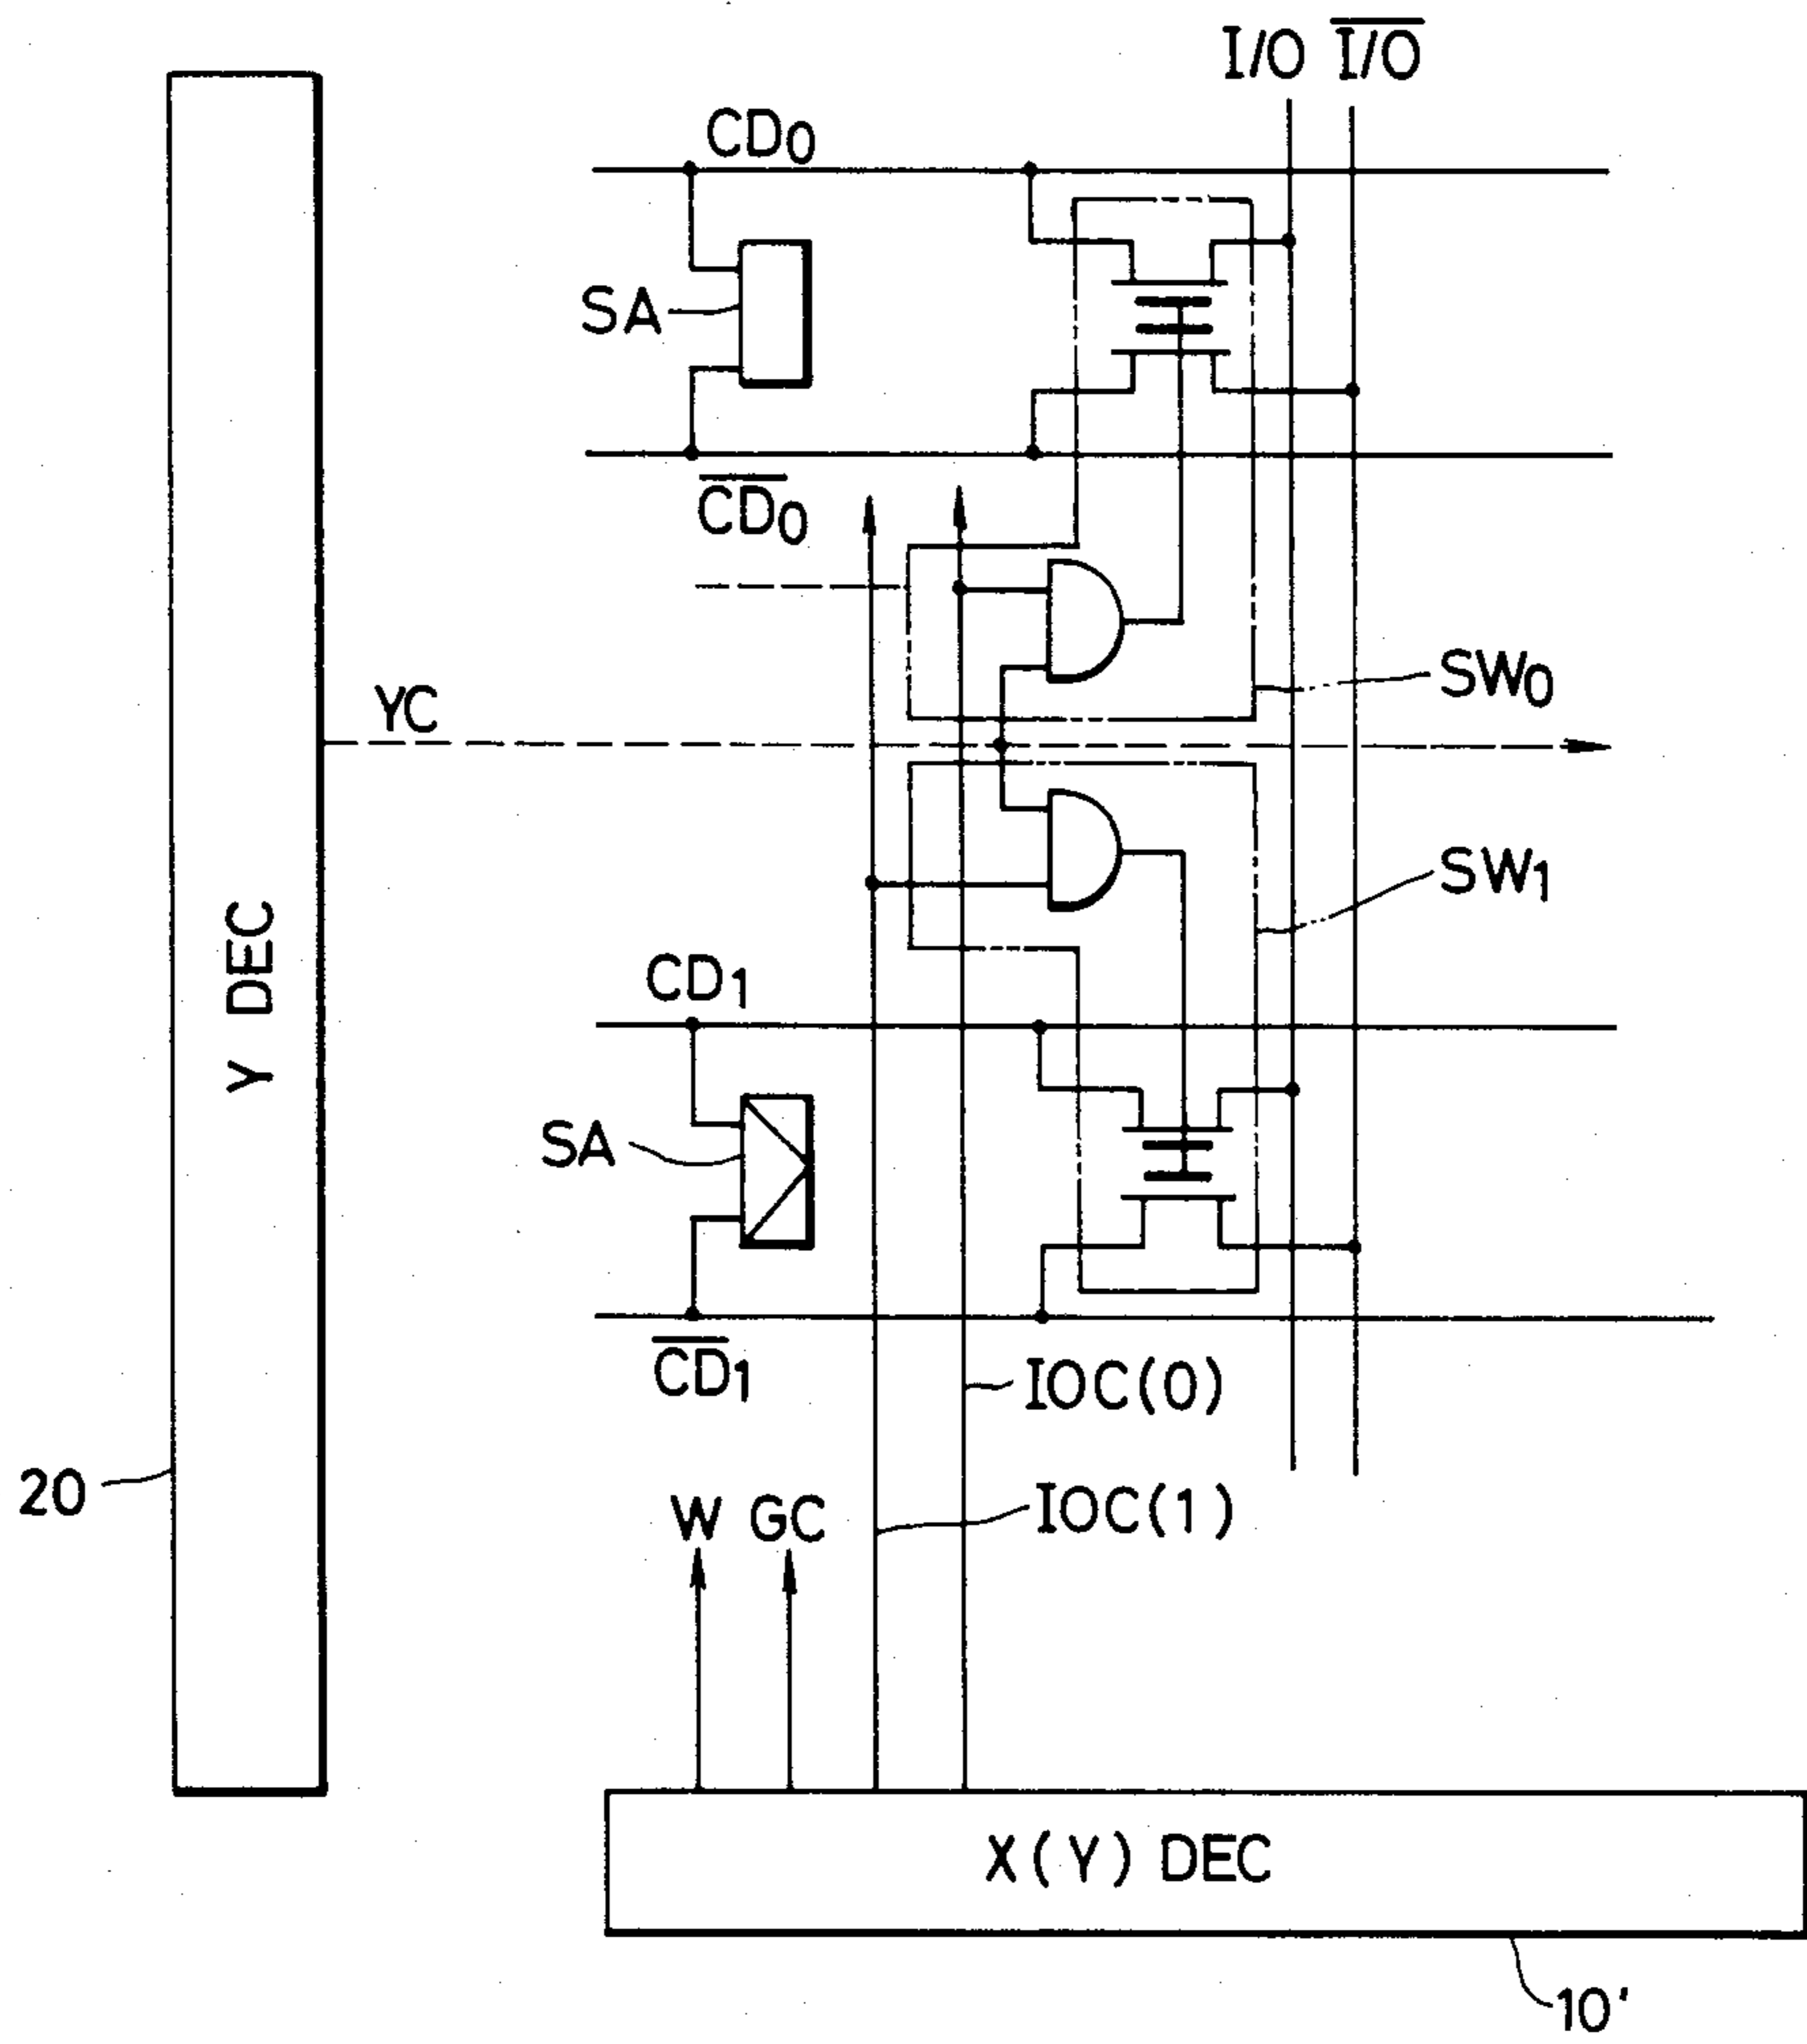 I/O I/O
CD0
SA
CD0
SW0
YC
SW1
Y DEC
CD1
SA
CD1
IOC(0)
20
W GC
IOC(1)
X(Y) DEC
10'